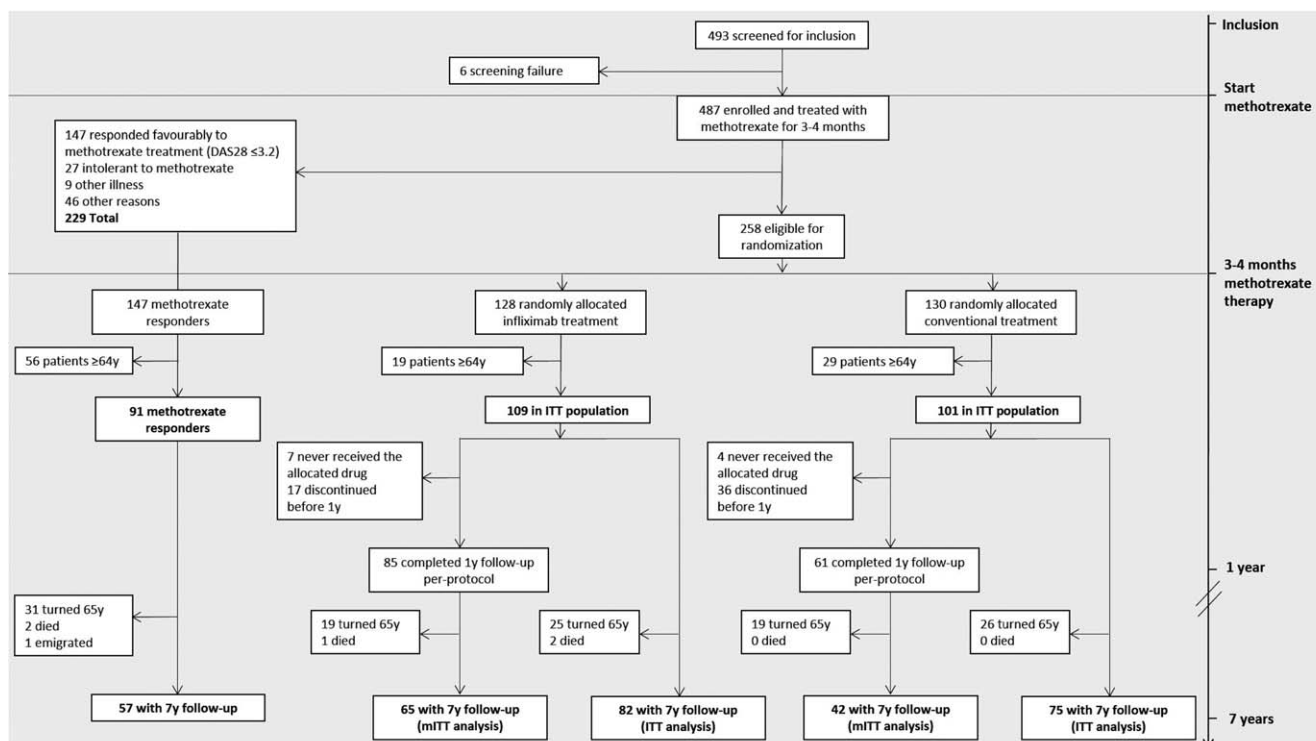 493 screened for inclusion
Inclusion
6 screening failure
Start
methotrexate
487 enrolled and treated with
methotrexate for 3-4 months
147 responded favourably to
methotrexate treatment (DAS28 ≤3.2)
27 intolerant to methotrexate
9 other illness
46 other reasons
229 Total
258 eligible for
randomization
3-4 months
methotrexate
therapy
147 methotrexate
responders
128 randomly allocated
infliximab treatment
130 randomly allocated
conventional treatment
56 patients ≥64y
19 patients ≥64y
29 patients ≥64y
91 methotrexate
responders
109 in ITT population
101 in ITT population
7 never received the
allocated drug
17 discontinued
before 1y
4 never received the
allocated drug
36 discontinued
before 1y
85 completed 1y follow-up
per-protocol
61 completed 1y follow-up
per-protocol
1 year
31 turned 65y
2 died
1 emigrated
19 turned 65y
1 died
25 turned 65y
2 died
19 turned 65y
0 died
26 turned 65y
0 died
57 with 7y follow-up
65 with 7y follow-up
(mITT analysis)
82 with 7y follow-up
(ITT analysis)
42 with 7y follow-up
(mITT analysis)
75 with 7y follow-up
(ITT analysis)
7 years